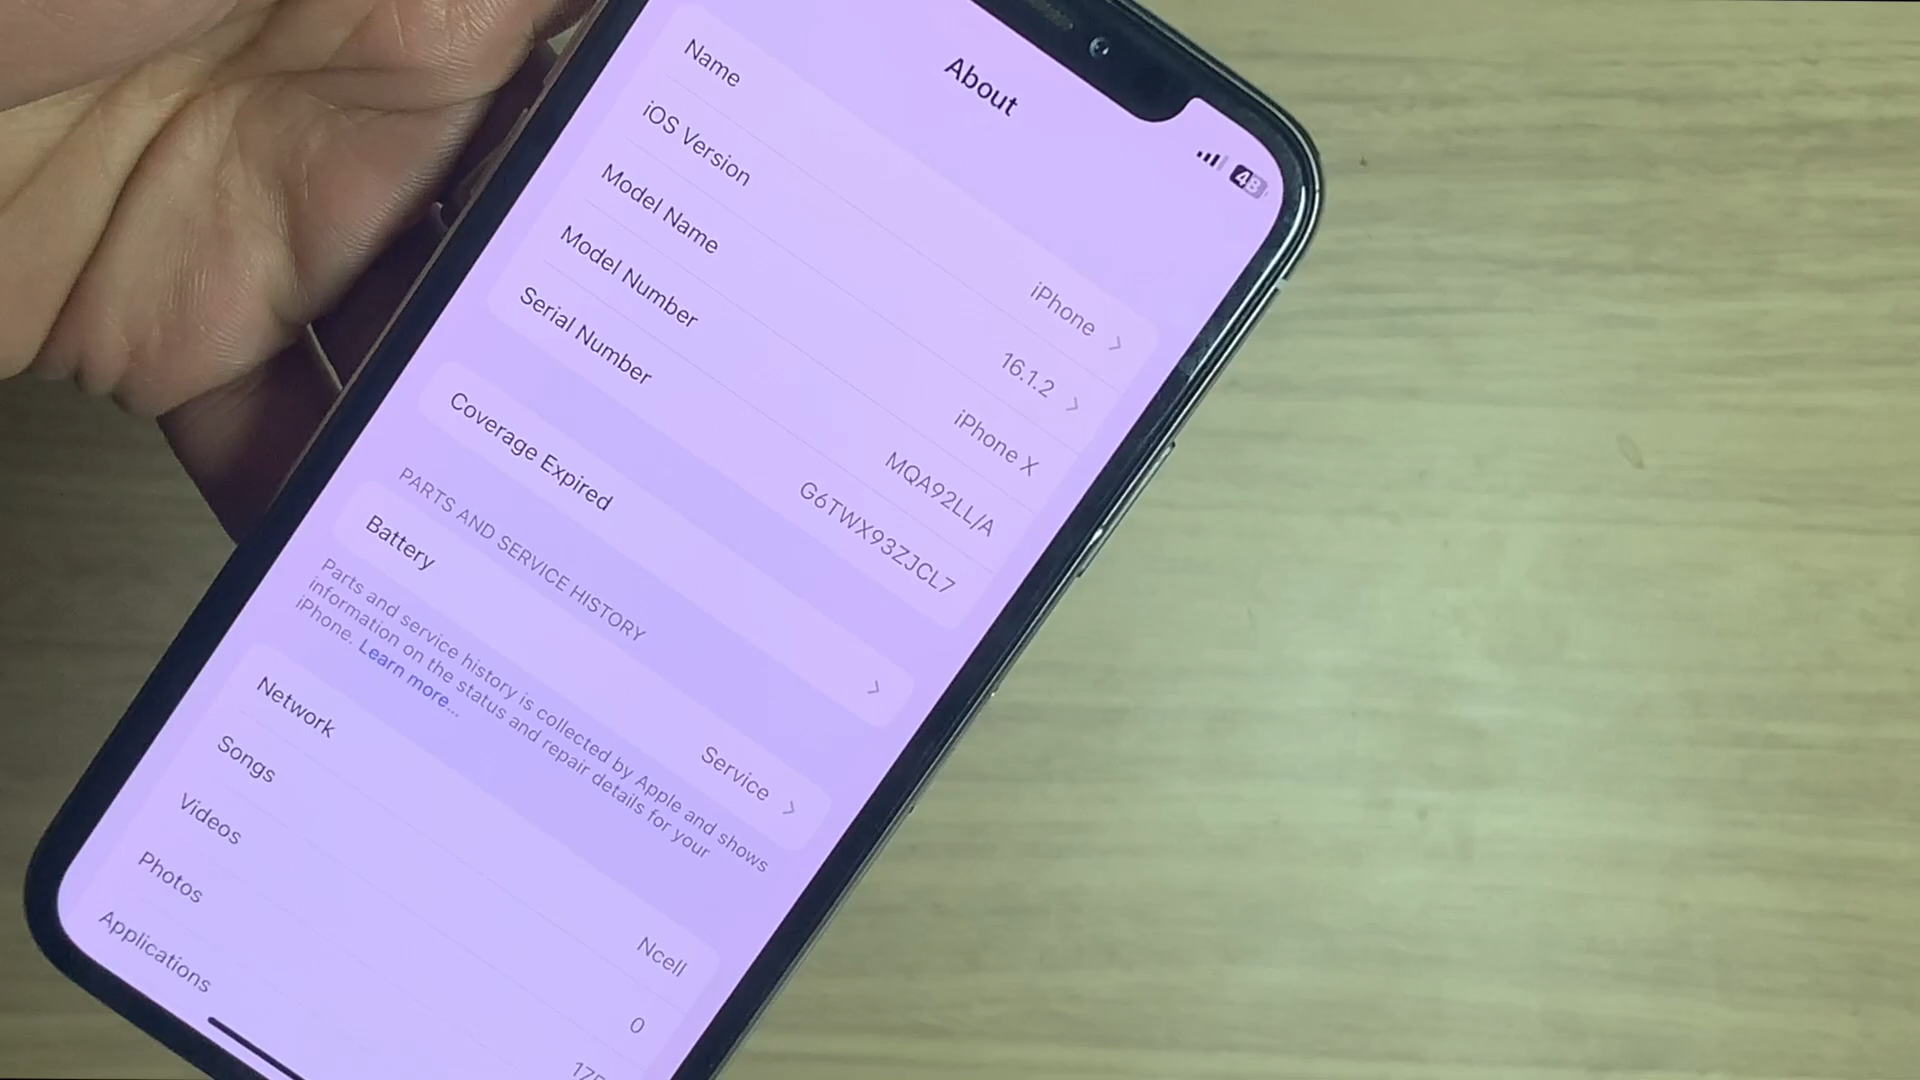 About
48
Name iPhone
iOS Version 16.1.2
Model Name iPhone X
Model Number MQA92LL/A
Serial Number G6TWX93ZJCL7
Coverage Expired
PARTS AND SERVICE HISTORY
Battery Service
Parts and service history is collected by Apple and shows
information on the status and repair details for your
iPhone. Learn more...
Network Ncell
Songs 0
Videos
Photos
Applications